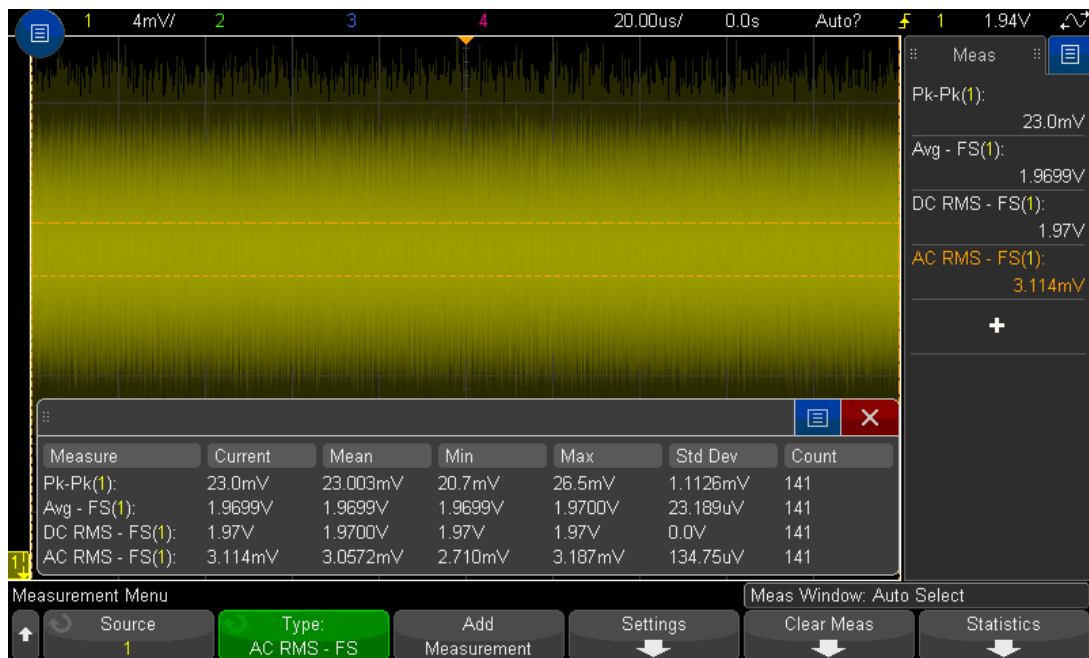 1 4mV/ 2 3 4 20.00us/ 0.0s Auto? 1 1.94V
Meas
Pk-Pk(1):
23.0mV
Avg - FS(1):
1.9699V
DC RMS - FS(1):
1.97V
AC RMS - FS(1):
3.114mV
+
Measure Current Mean Min Max Std Dev Count
Pk-Pk(1): 23.0mV 23.003mV 20.7mV 26.5mV 1.1126mV 141
Avg - FS(1): 1.9699V 1.9699V 1.9699V 1.9700V 23.189uV 141
DC RMS - FS(1): 1.97V 1.9700V 1.97V 1.97V 0.0V 141
AC RMS - FS(1): 3.114mV 3.0572mV 2.710mV 3.187mV 134.75uV 141
1
Measurement Menu
Meas Window: Auto Select
Source
1
Type:
AC RMS - FS
Add
Measurement
Settings
Clear Meas
Statistics